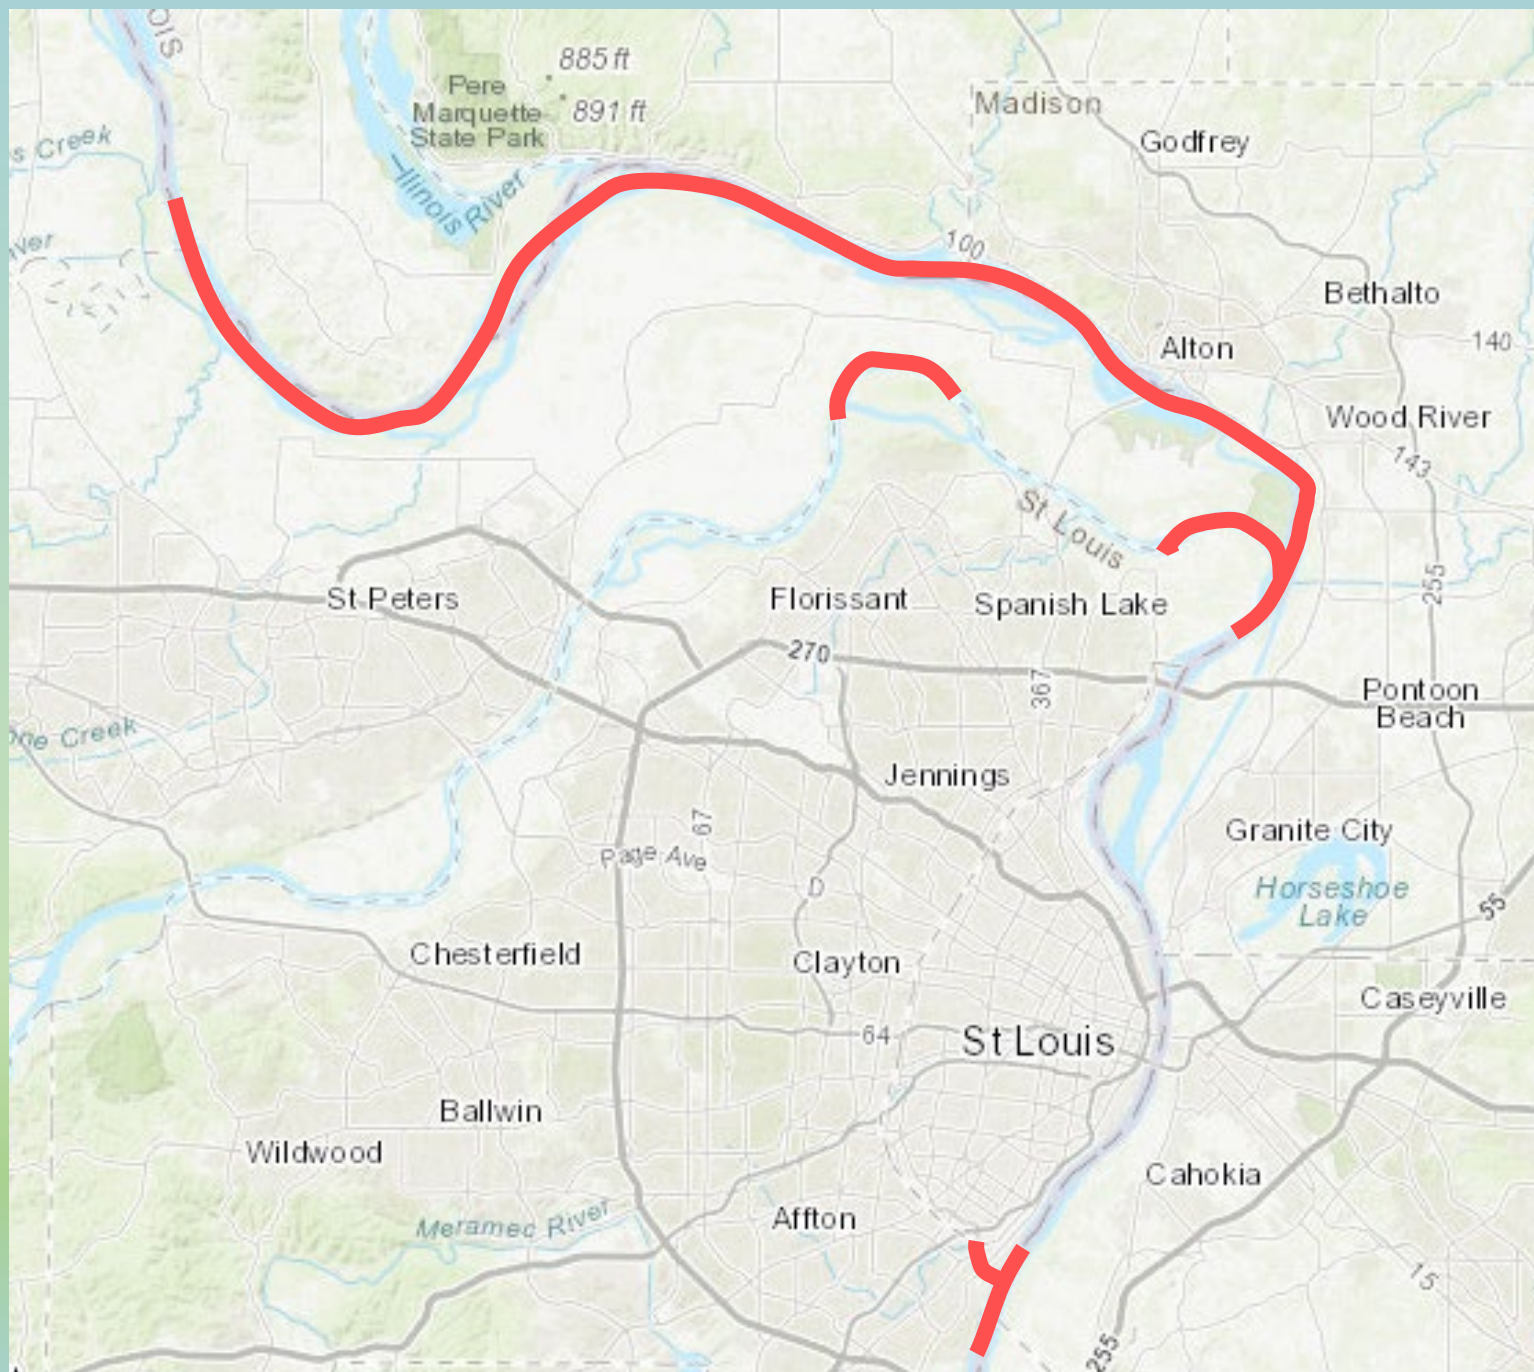 OIS
885 ft
Pere
Marquette
State Park
891 ft
Madison
Godfrey
s Creek
Illinois River
100
Bethalto
140
Alton
Wood River
143
St Louis
255
St Peters
Florissant
Spanish Lake
270
367
Pontoon
Beach
Creek
Jennings
67
Granite City
Page Ave
D
Horseshoe
Lake
55
Chesterfield
Clayton
Caseyville
64
St Louis
Ballwin
Wildwood
Cahokia
Meramec River
Affton
15
255